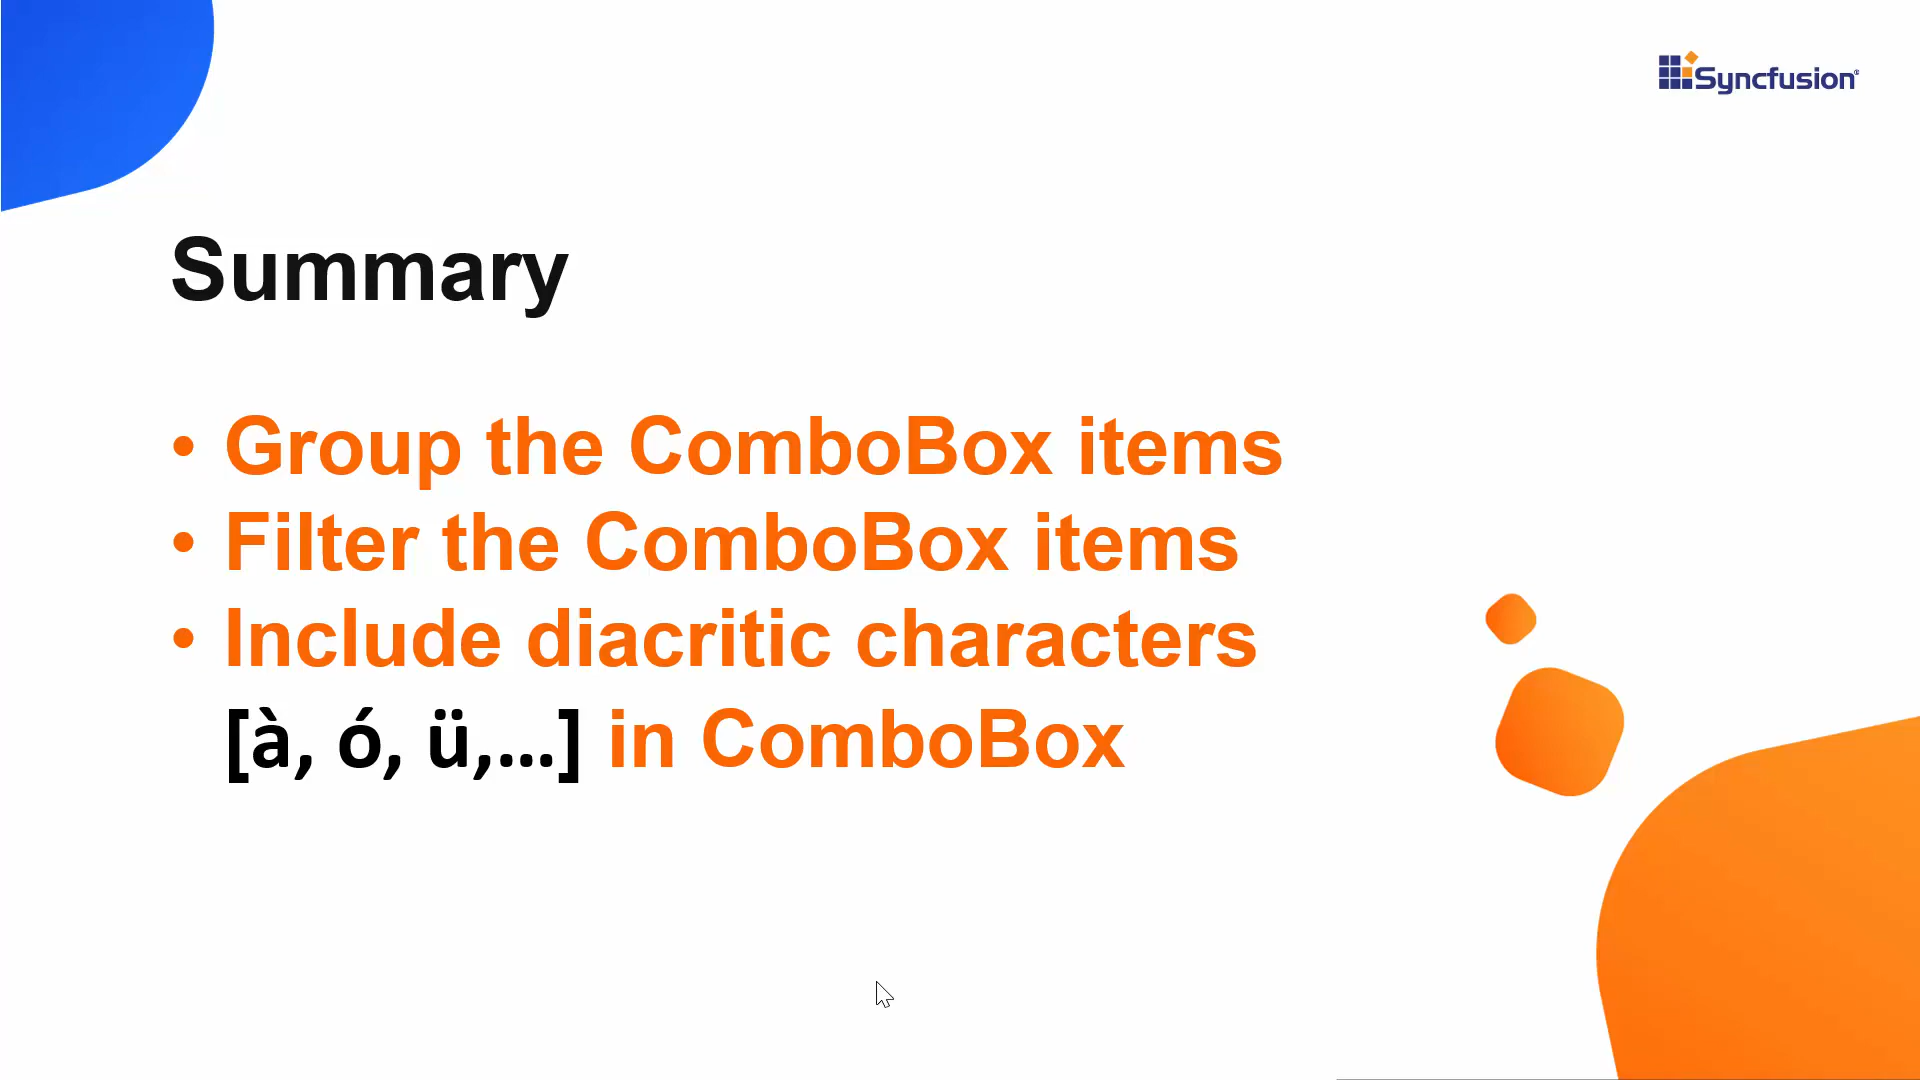 Syncfusion®
Summary
• Group the ComboBox items
• Filter the ComboBox items
• Include diacritic characters
[à, ó, ü,...] in ComboBox